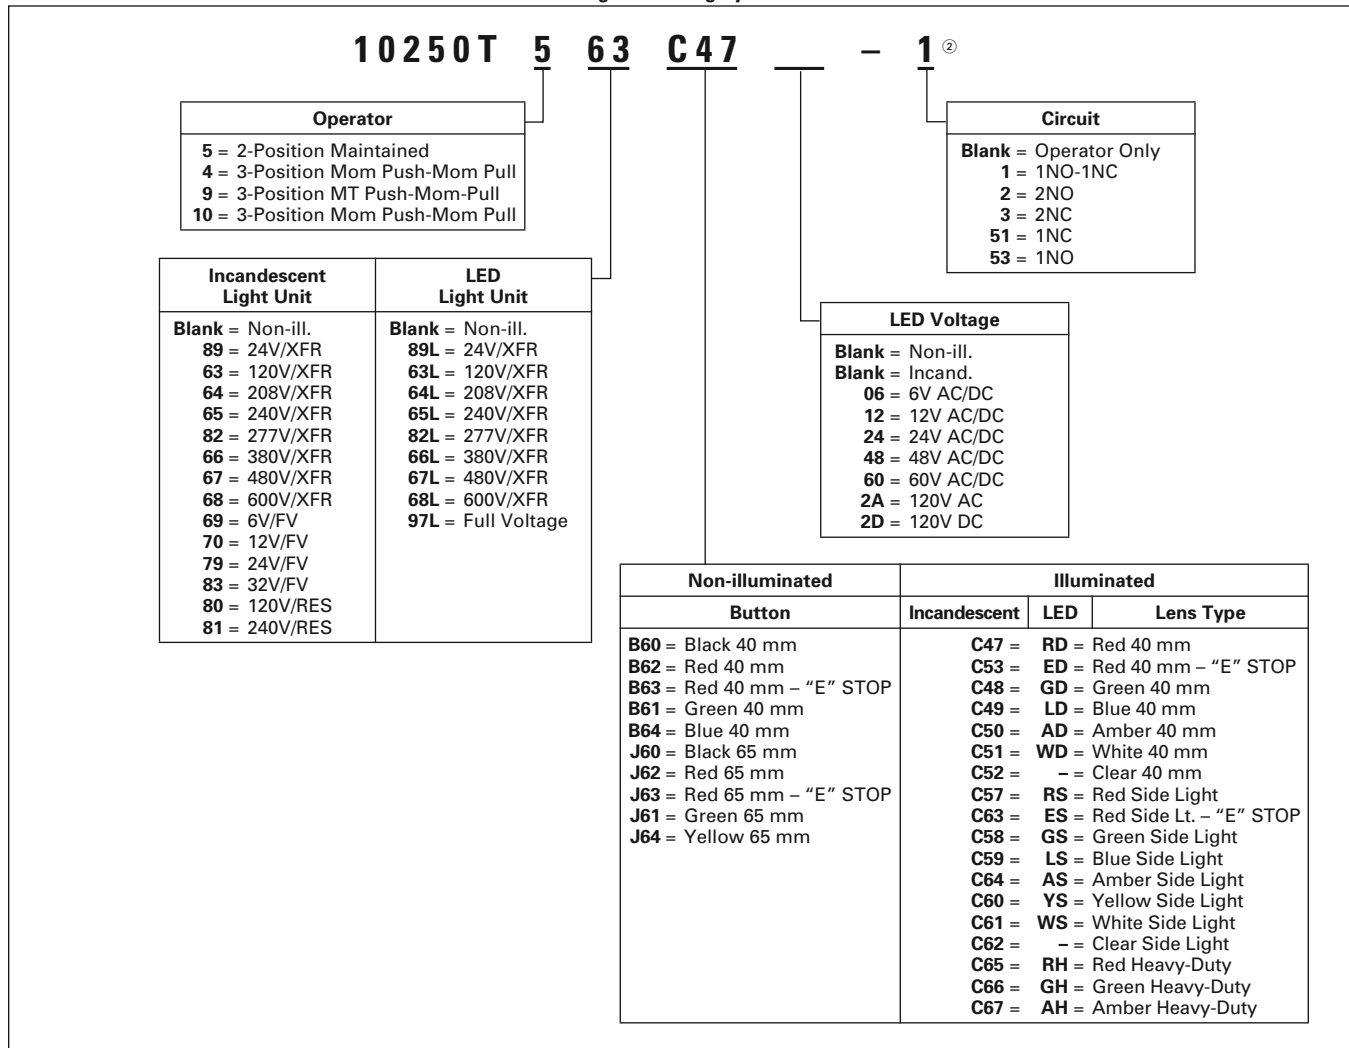 10250T 5 63 C47 __ – 1 ②
Operator
5 = 2-Position Maintained
4 = 3-Position Mom Push-Mom Pull
9 = 3-Position MT Push-Mom-Pull
10 = 3-Position Mom Push-Mom Pull
Circuit
Blank = Operator Only
1 = 1NO-1NC
2 = 2NO
3 = 2NC
51 = 1NC
53 = 1NO
Incandescent
Light Unit
Blank = Non-ill.
89 = 24V/XFR
63 = 120V/XFR
64 = 208V/XFR
65 = 240V/XFR
82 = 277V/XFR
66 = 380V/XFR
67 = 480V/XFR
68 = 600V/XFR
69 = 6V/FV
70 = 12V/FV
79 = 24V/FV
83 = 32V/FV
80 = 120V/RES
81 = 240V/RES
LED
Light Unit
Blank = Non-ill.
89L = 24V/XFR
63L = 120V/XFR
64L = 208V/XFR
65L = 240V/XFR
82L = 277V/XFR
66L = 380V/XFR
67L = 480V/XFR
68L = 600V/XFR
97L = Full Voltage
LED Voltage
Blank = Non-ill.
Blank = Incand.
06 = 6V AC/DC
12 = 12V AC/DC
24 = 24V AC/DC
48 = 48V AC/DC
60 = 60V AC/DC
2A = 120V AC
2D = 120V DC
Non-illuminated
Button
B60 = Black 40 mm
B62 = Red 40 mm
B63 = Red 40 mm – “E” STOP
B61 = Green 40 mm
B64 = Blue 40 mm
J60 = Black 65 mm
J62 = Red 65 mm
J63 = Red 65 mm – “E” STOP
J61 = Green 65 mm
J64 = Yellow 65 mm
Illuminated
Incandescent LED Lens Type
C47 = RD = Red 40 mm
C53 = ED = Red 40 mm – “E” STOP
C48 = GD = Green 40 mm
C49 = LD = Blue 40 mm
C50 = AD = Amber 40 mm
C51 = WD = White 40 mm
C52 = – = Clear 40 mm
C57 = RS = Red Side Light
C63 = ES = Red Side Lt. – “E” STOP
C58 = GS = Green Side Light
C59 = LS = Blue Side Light
C64 = AS = Amber Side Light
C60 = YS = Yellow Side Light
C61 = WS = White Side Light
C62 = – = Clear Side Light
C65 = RH = Red Heavy-Duty
C66 = GH = Green Heavy-Duty
C67 = AH = Amber Heavy-Duty